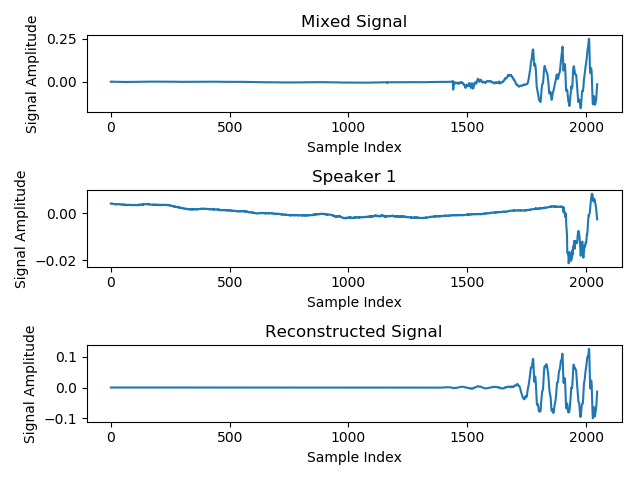 Mixed Signal
Signal Amplitude
0.25
0.00
0 500 1000 1500 2000
Sample Index
Speaker 1
Signal Amplitude
0.00
−0.02
0 500 1000 1500 2000
Sample Index
Reconstructed Signal
Signal Amplitude
0.1
0.0
−0.1
0 500 1000 1500 2000
Sample Index